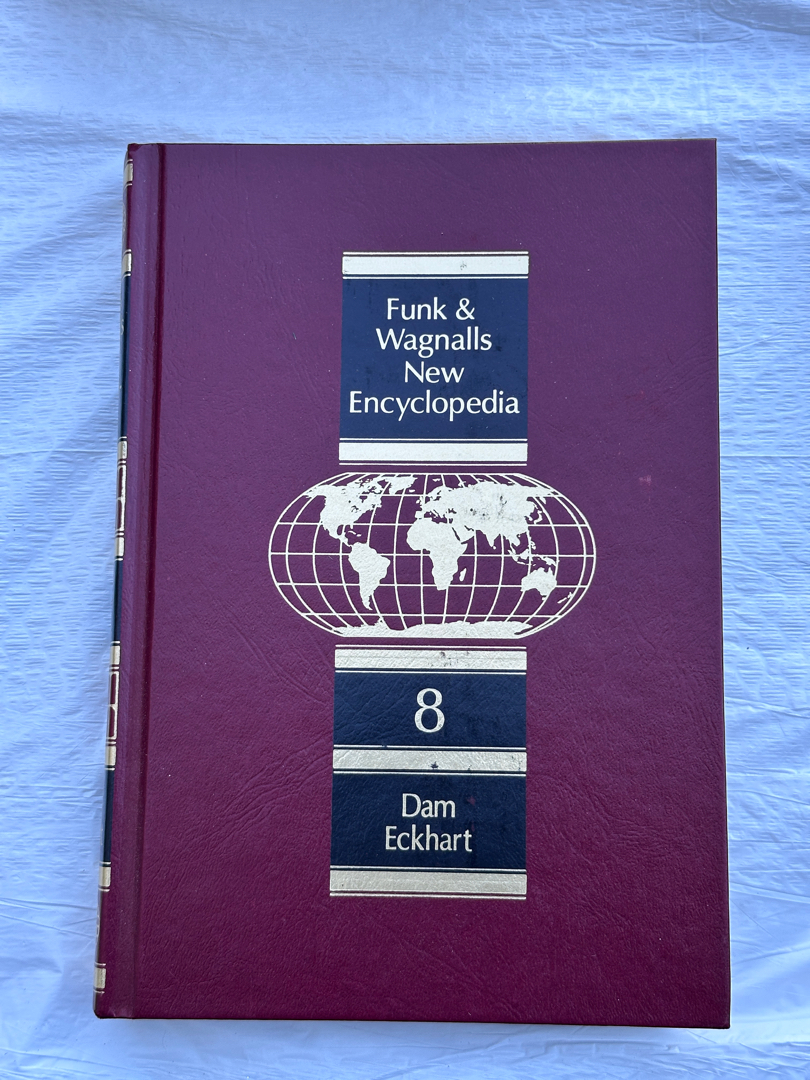 Funk &
Wagnalls
New
Encyclopedia
8
Dam
Eckhart